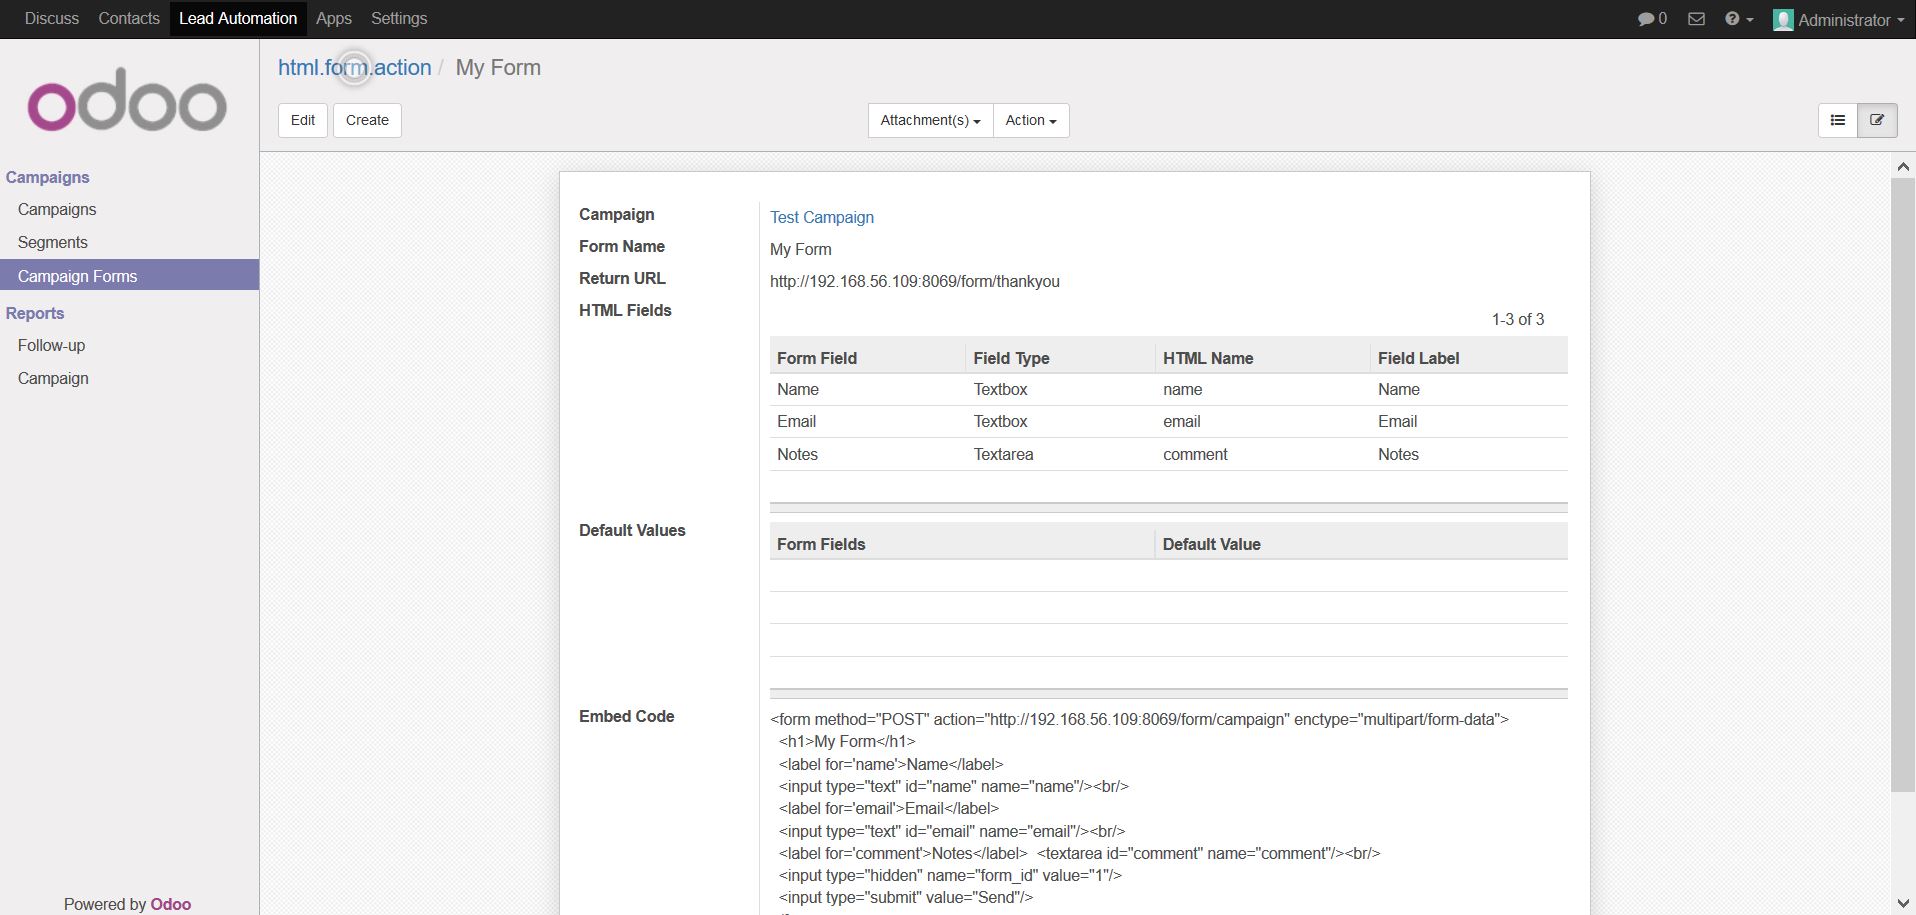 Discuss Contacts Lead Automation Apps Settings 0 Administrator
odoo
html.form.action / My Form
Edit Create Attachment(s) Action
Campaigns
Campaigns
Segments
Campaign Forms
Reports
Follow-up
Campaign
Powered by Odoo
Campaign Test Campaign
Form Name My Form
Return URL http://192.168.56.109:8069/form/thankyou
HTML Fields
1-3 of 3
Form Field Field Type HTML Name Field Label
Name Textbox name Name
Email Textbox email Email
Notes Textarea comment Notes
Default Values
Form Fields Default Value
Embed Code
<form method="POST" action="http://192.168.56.109:8069/form/campaign" enctype="multipart/form-data">
<h1>My Form</h1>
<label for='name'>Name</label>
<input type="text" id="name" name="name"/><br/>
<label for='email'>Email</label>
<input type="text" id="email" name="email"/><br/>
<label for='comment'>Notes</label> <textarea id="comment" name="comment"/><br/>
<input type="hidden" name="form_id" value="1"/>
<input type="submit" value="Send"/>